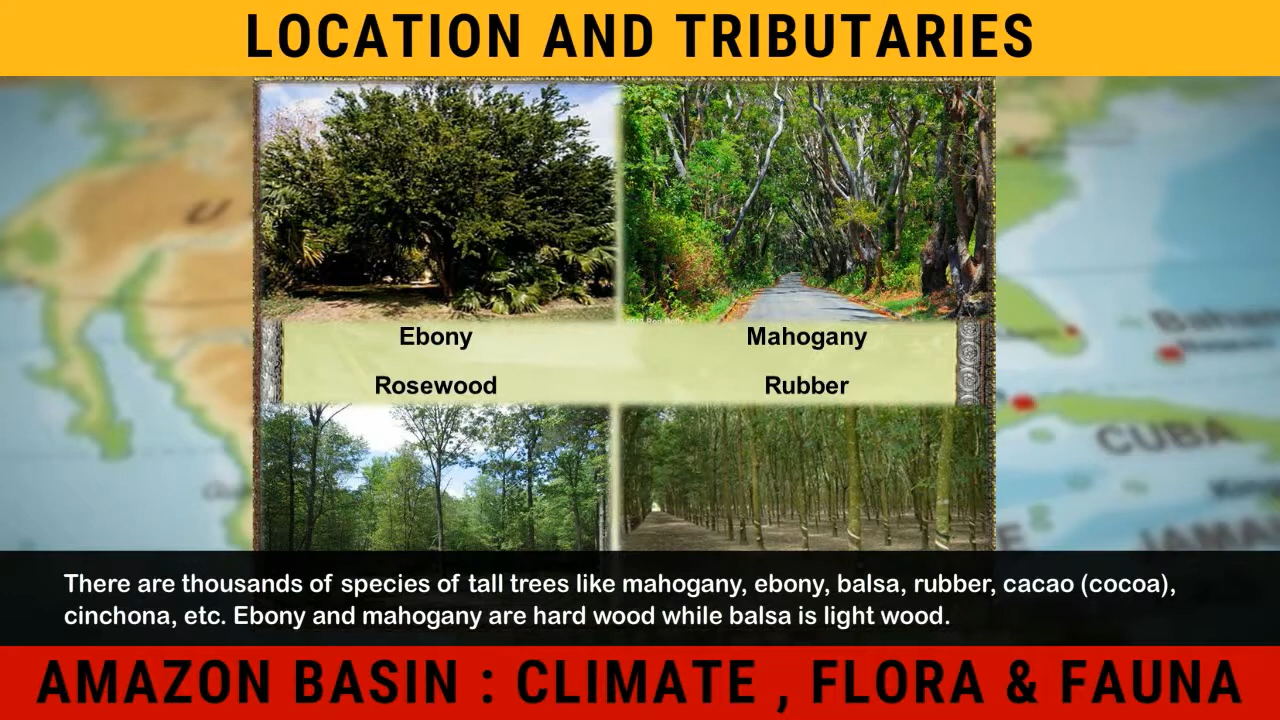 LOCATION AND TRIBUTARIES
U
Ebony
Mahogany
Rosewood
Rubber
CUBA
There are thousands of species of tall trees like mahogany, ebony, balsa, rubber, cacao (cocoa),
cinchona, etc. Ebony and mahogany are hard wood while balsa is light wood.
AMAZON BASIN : CLIMATE , FLORA & FAUNA